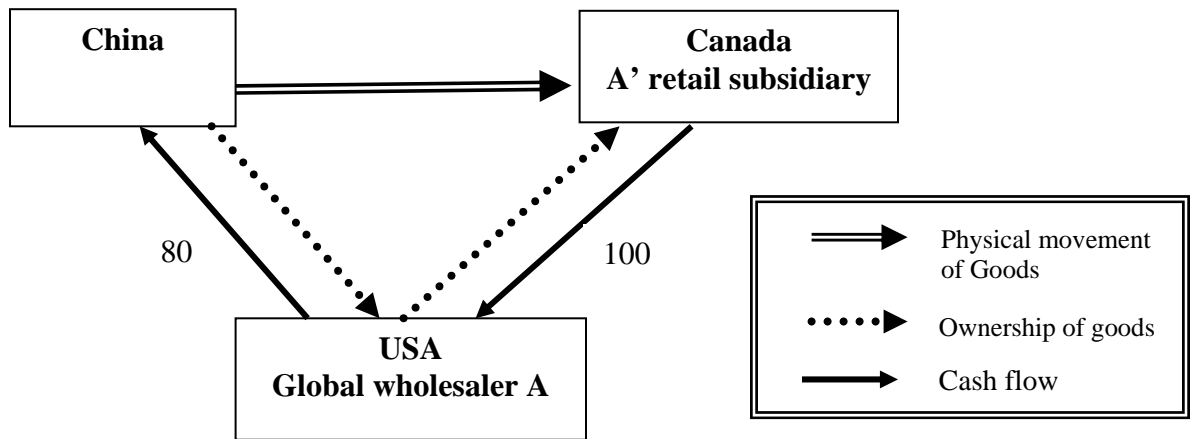 China
Canada
A’ retail subsidiary
80
100
USA
Global wholesaler A
Physical movement
of Goods
Ownership of goods
Cash flow